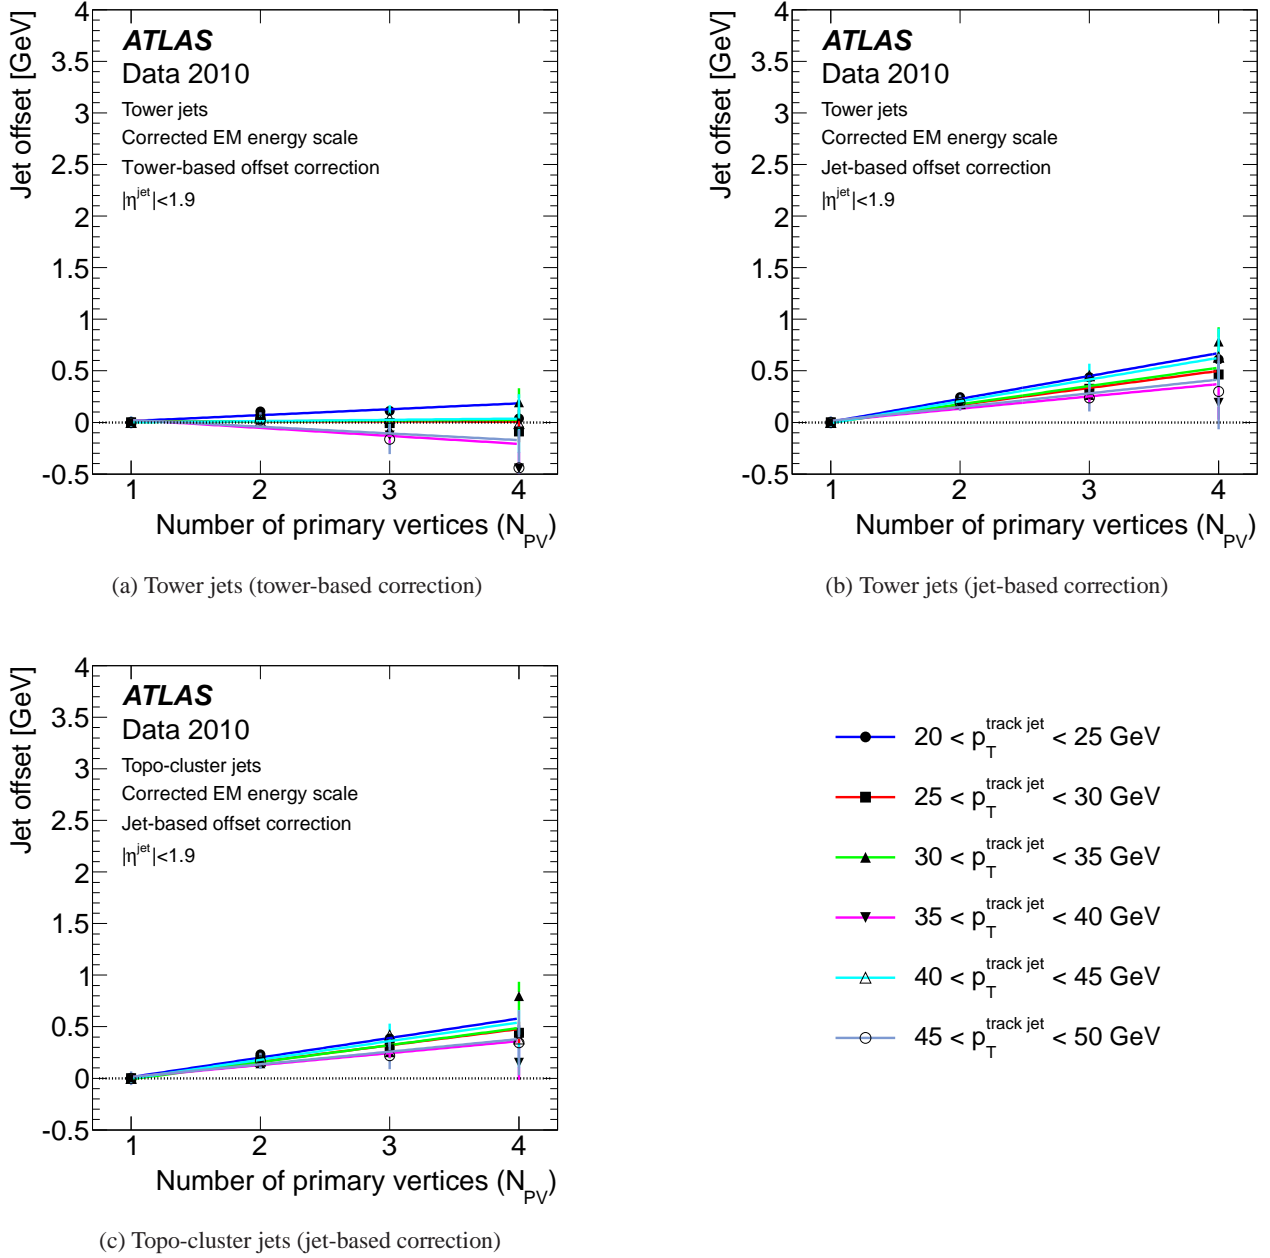 Jet offset [GeV]
4
3.5
3
2.5
2
1.5
1
0.5
0
-0.5
ATLAS
Data 2010
Tower jets
Corrected EM energy scale
Tower-based offset correction
|η^jet|<1.9
1 2 3 4
Number of primary vertices (N_PV)
(a) Tower jets (tower-based correction)
Jet offset [GeV]
4
3.5
3
2.5
2
1.5
1
0.5
0
-0.5
ATLAS
Data 2010
Tower jets
Corrected EM energy scale
Jet-based offset correction
|η^jet|<1.9
1 2 3 4
Number of primary vertices (N_PV)
(b) Tower jets (jet-based correction)
Jet offset [GeV]
4
3.5
3
2.5
2
1.5
1
0.5
0
-0.5
ATLAS
Data 2010
Topo-cluster jets
Corrected EM energy scale
Jet-based offset correction
|η^jet|<1.9
1 2 3 4
Number of primary vertices (N_PV)
(c) Topo-cluster jets (jet-based correction)
20 < p_T^track jet < 25 GeV
25 < p_T^track jet < 30 GeV
30 < p_T^track jet < 35 GeV
35 < p_T^track jet < 40 GeV
40 < p_T^track jet < 45 GeV
45 < p_T^track jet < 50 GeV